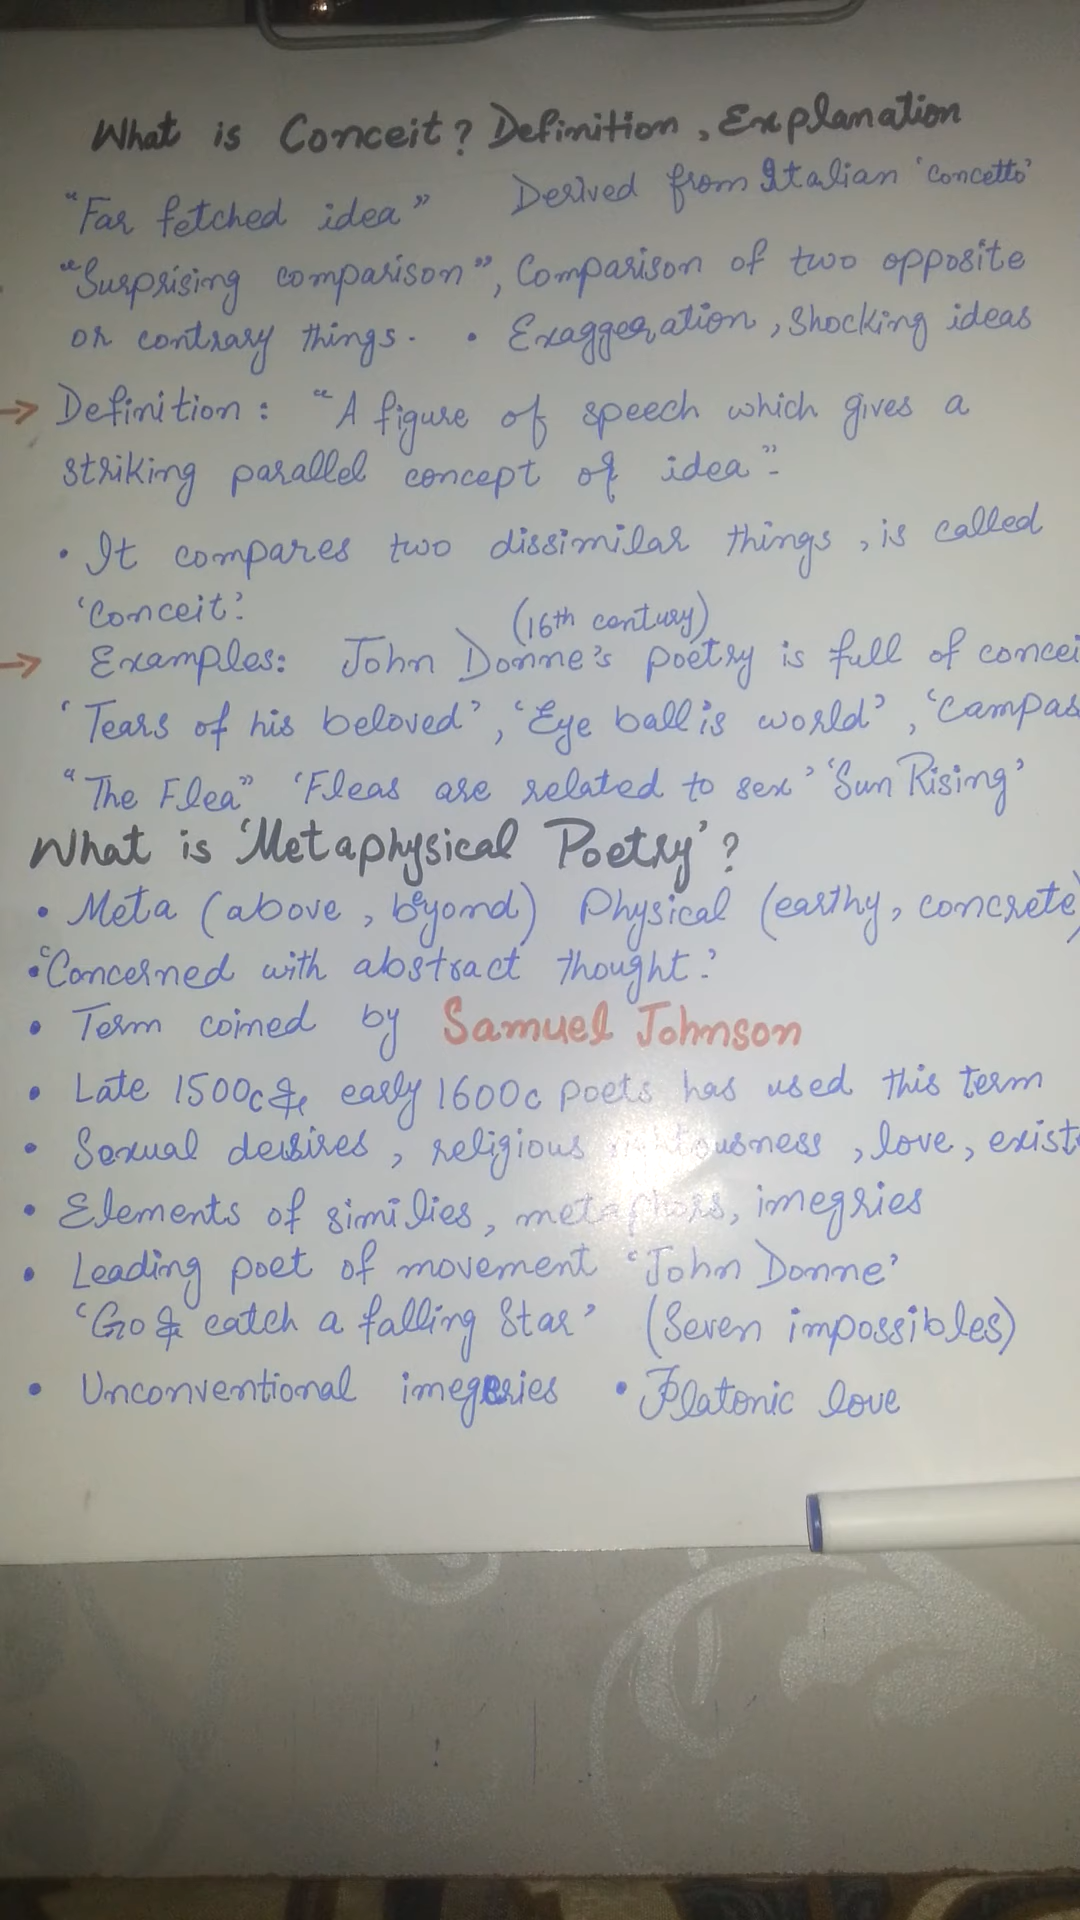 What is Conceit? Definition, Explanation
"Far fetched idea" Derived from Italian 'concetto'
"Surprising comparison", Comparison of two opposite
or contrary things. • Exaggeration, Shocking ideas
→ Definition: "A figure of speech which gives a
striking parallel concept of idea"
• It compares two dissimilar things, is called
'Conceit'.
(16th century)
→ Examples: John Donne's poetry is full of concei
'Tears of his beloved', 'Eye ball is world', 'Campas
"The Flea" 'Fleas are related to sex' 'Sun Rising'
What is 'Metaphysical Poetry'?
• Meta (above, beyond) Physical (earthy, concrete)
• 'Concerned with abstract thought.'
• Term coined by Samuel Johnson
• Late 1500c & early 1600c poets has used this term
• Sexual desires, religious rightousness, love, exist
• Elements of similies, metaphors, imegries
• Leading poet of movement 'John Donne'
'Go & catch a falling Star' (Seven impossibles)
• Unconventional imegeries • Platonic love